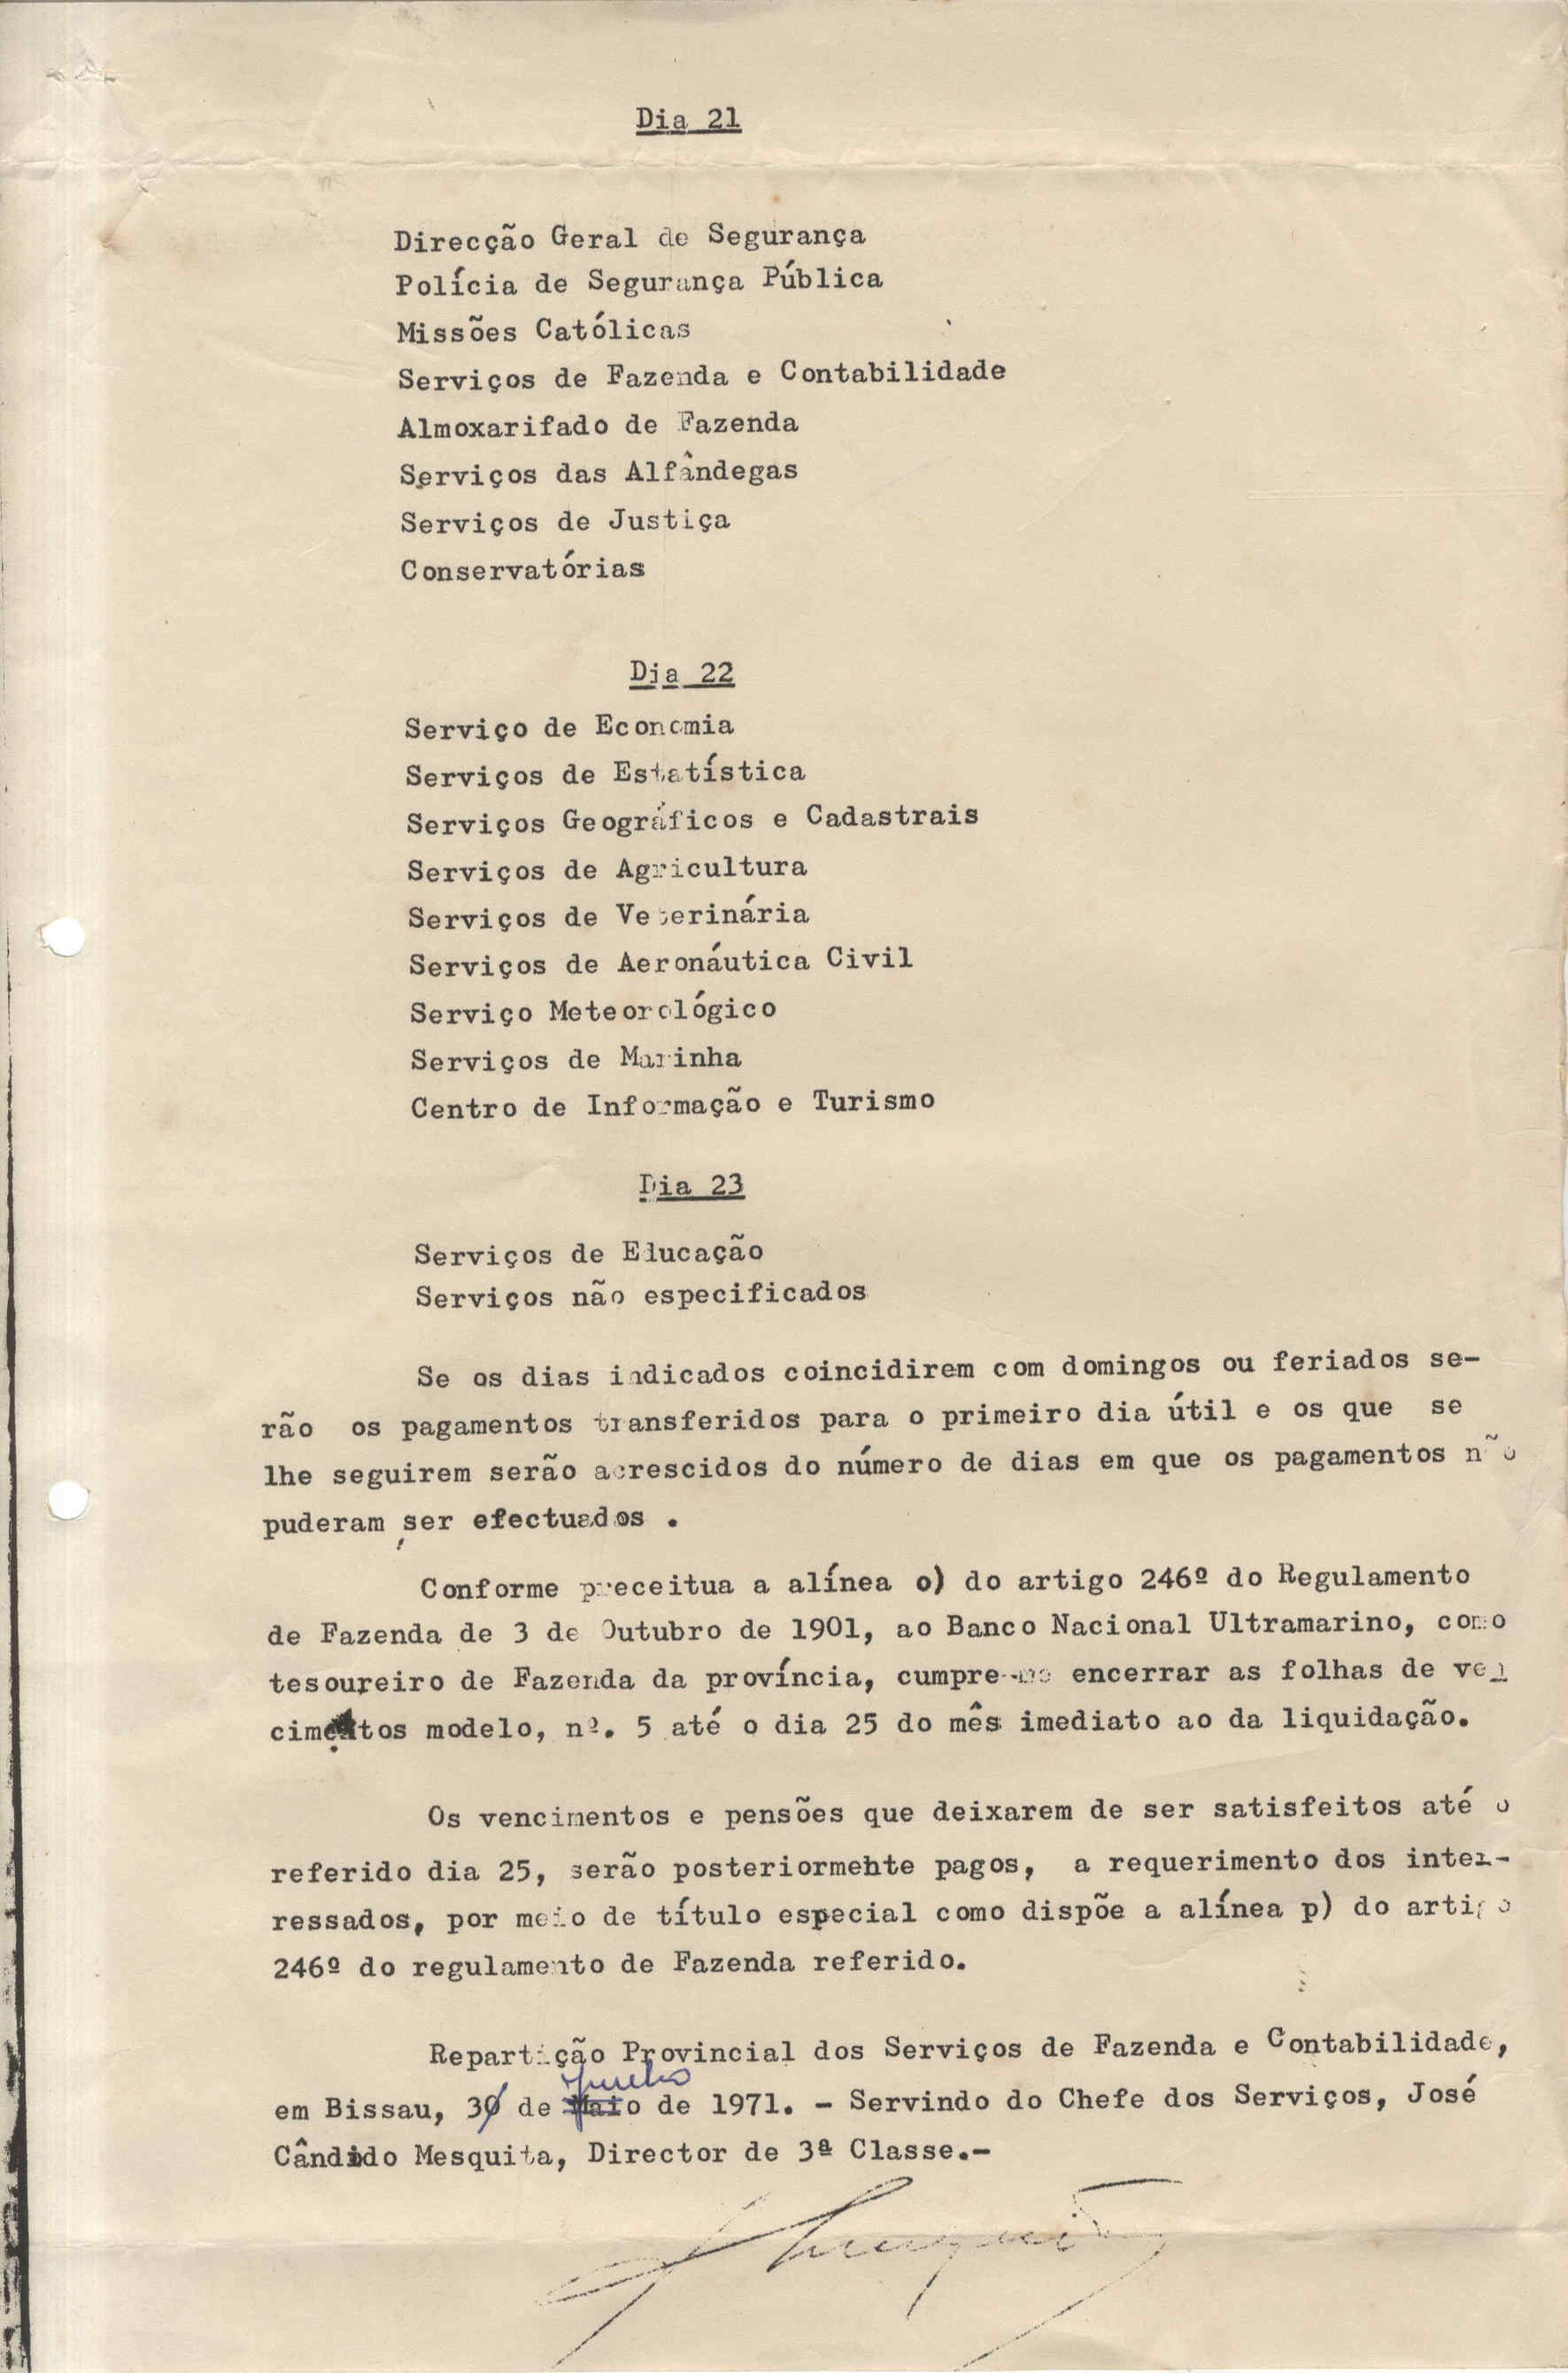 Dia 21
Direcção Geral de Segurança
Polícia de Segurança Pública
Missões Católicas
Serviços de Fazenda e Contabilidade
Almoxarifado de Fazenda
Serviços das Alfândegas
Serviços de Justiça
Conservatórias
Dia 22
Serviço de Economia
Serviços de Estatística
Serviços Geográficos e Cadastrais
Serviços de Agricultura
Serviços de Veterinária
Serviços de Aeronáutica Civil
Serviço Meteorológico
Serviços de Marinha
Centro de Informação e Turismo
Dia 23
Serviços de Educação
Serviços não especificados
Se os dias indicados coincidirem com domingos ou feriados se-
rão os pagamentos transferidos para o primeiro dia útil e os que se
lhe seguirem serão acrescidos do número de dias em que os pagamentos não
puderam ser efectuados .
Conforme preceitua a alínea o) do artigo 246º do Regulamento
de Fazenda de 3 de Outubro de 1901, ao Banco Nacional Ultramarino, como
tesoureiro de Fazenda da província, cumpre-no encerrar as folhas de ven
cimentos modelo, nº. 5 até o dia 25 do mês imediato ao da liquidação.
Os vencimentos e pensões que deixarem de ser satisfeitos até o
referido dia 25, serão posteriormente pagos, a requerimento dos inter-
ressados, por meio de título especial como dispõe a alínea p) do artigo
246º do regulamento de Fazenda referido.
Repartição Provincial dos Serviços de Fazenda e Contabilidade,
Junho
em Bissau, 30 de Maio de 1971. - Servindo do Chefe dos Serviços, José
Cândido Mesquita, Director de 3ª Classe.-